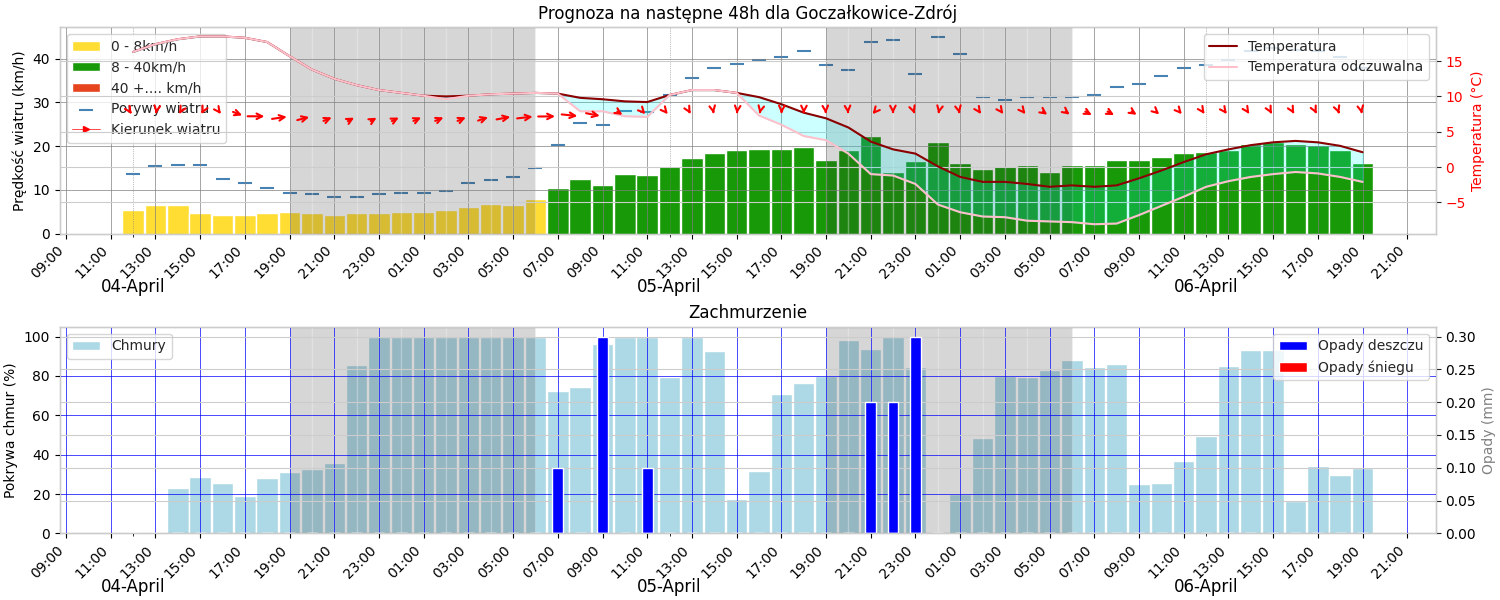 Prognoza na następne 48h dla Goczałkowice-Zdrój
Prędkość wiatru (km/h)
40
30
20
10
0
0 - 8km/h
8 - 40km/h
40 +.... km/h
Porywy wiatru
Kierunek wiatru
Temperatura
Temperatura odczuwalna
15
10
5
0
−5
Temperatura (°C)
09:00 11:00 13:00 15:00 17:00 19:00 21:00 23:00 01:00 03:00 05:00 07:00 09:00 11:00 13:00 15:00 17:00 19:00 21:00 23:00 01:00 03:00 05:00 07:00 09:00 11:00 13:00 15:00 17:00 19:00 21:00
04-April 05-April 06-April
Zachmurzenie
Pokrywa chmur (%)
100
80
60
40
20
0
Chmury
Opady deszczu
Opady śniegu
0.30
0.25
0.20
0.15
0.10
0.05
0.00
Opady (mm)
09:00 11:00 13:00 15:00 17:00 19:00 21:00 23:00 01:00 03:00 05:00 07:00 09:00 11:00 13:00 15:00 17:00 19:00 21:00 23:00 01:00 03:00 05:00 07:00 09:00 11:00 13:00 15:00 17:00 19:00 21:00
04-April 05-April 06-April